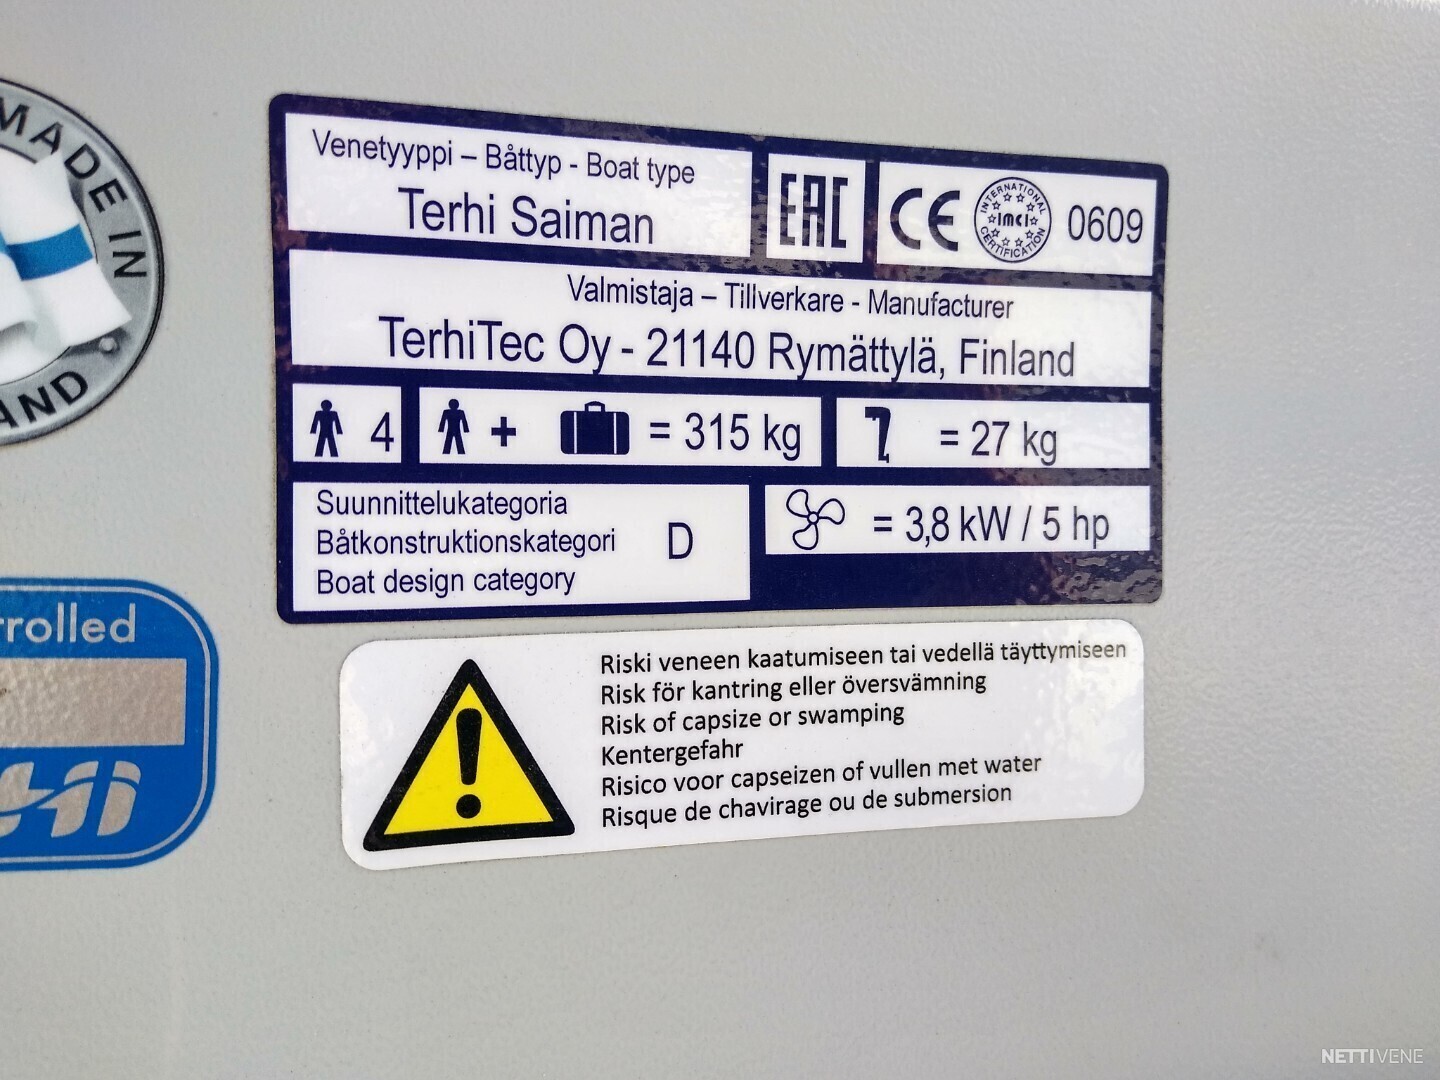 MADE IN
Venetyyppi – Båttyp - Boat type
Terhi Saiman
EAC
CE
INTERNATIONAL
IMCI
CERTIFICATION
0609
Valmistaja – Tillverkare - Manufacturer
TerhiTec Oy - 21140 Rymättylä, Finland
4
+
= 315 kg
= 27 kg
Suunnittelukategoria
Båtkonstruktionskategori
Boat design category
D
= 3,8 kW / 5 hp
Riski veneen kaatumiseen tai vedellä täyttymiseen
Risk för kantring eller översvämning
Risk of capsize or swamping
Kentergefahr
Risico voor capseizen of vullen met water
Risque de chavirage ou de submersion
NETTIVENE